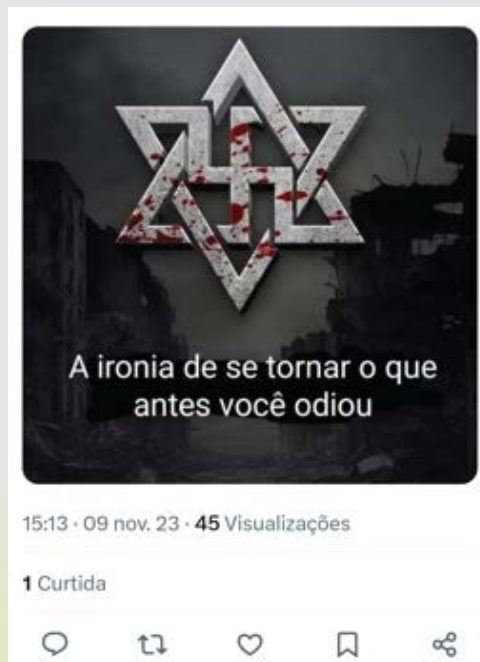 A ironia de se tornar o que
antes você odiou
15:13 · 09 nov. 23 · 45 Visualizações
1 Curtida